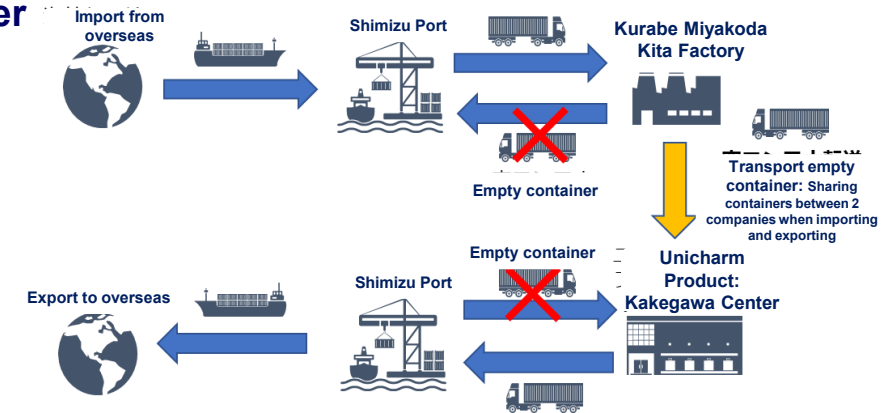 er
Import from
overseas
Shimizu Port
Kurabe Miyakoda
Kita Factory
Empty container
Transport empty
container: Sharing
containers between 2
companies when importing
and exporting
Empty container
Unicharm
Product:
Kakegawa Center
Shimizu Port
Export to overseas